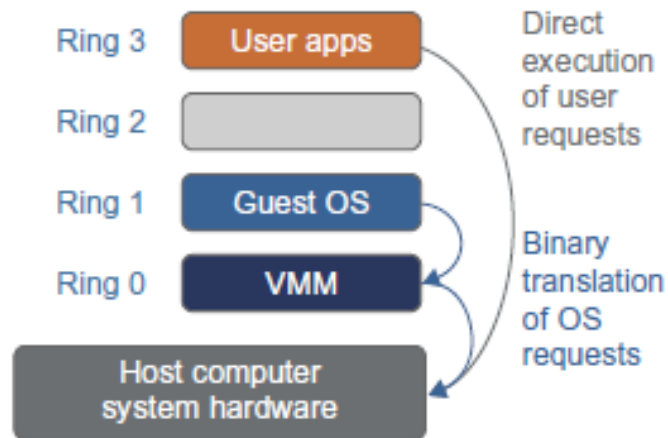 Ring 3
User apps
Direct
execution
of user
requests
Ring 2
Ring 1
Guest OS
Ring 0
VMM
Binary
translation
of OS
requests
Host computer
system hardware